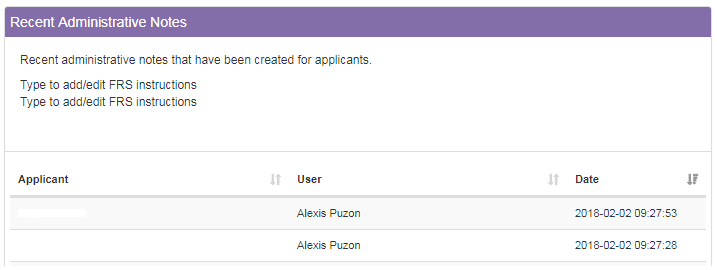 Recent Administrative Notes
Recent administrative notes that have been created for applicants.
Type to add/edit FRS instructions
Type to add/edit FRS instructions
Applicant User Date
Alexis Puzon 2018-02-02 09:27:53
Alexis Puzon 2018-02-02 09:27:28